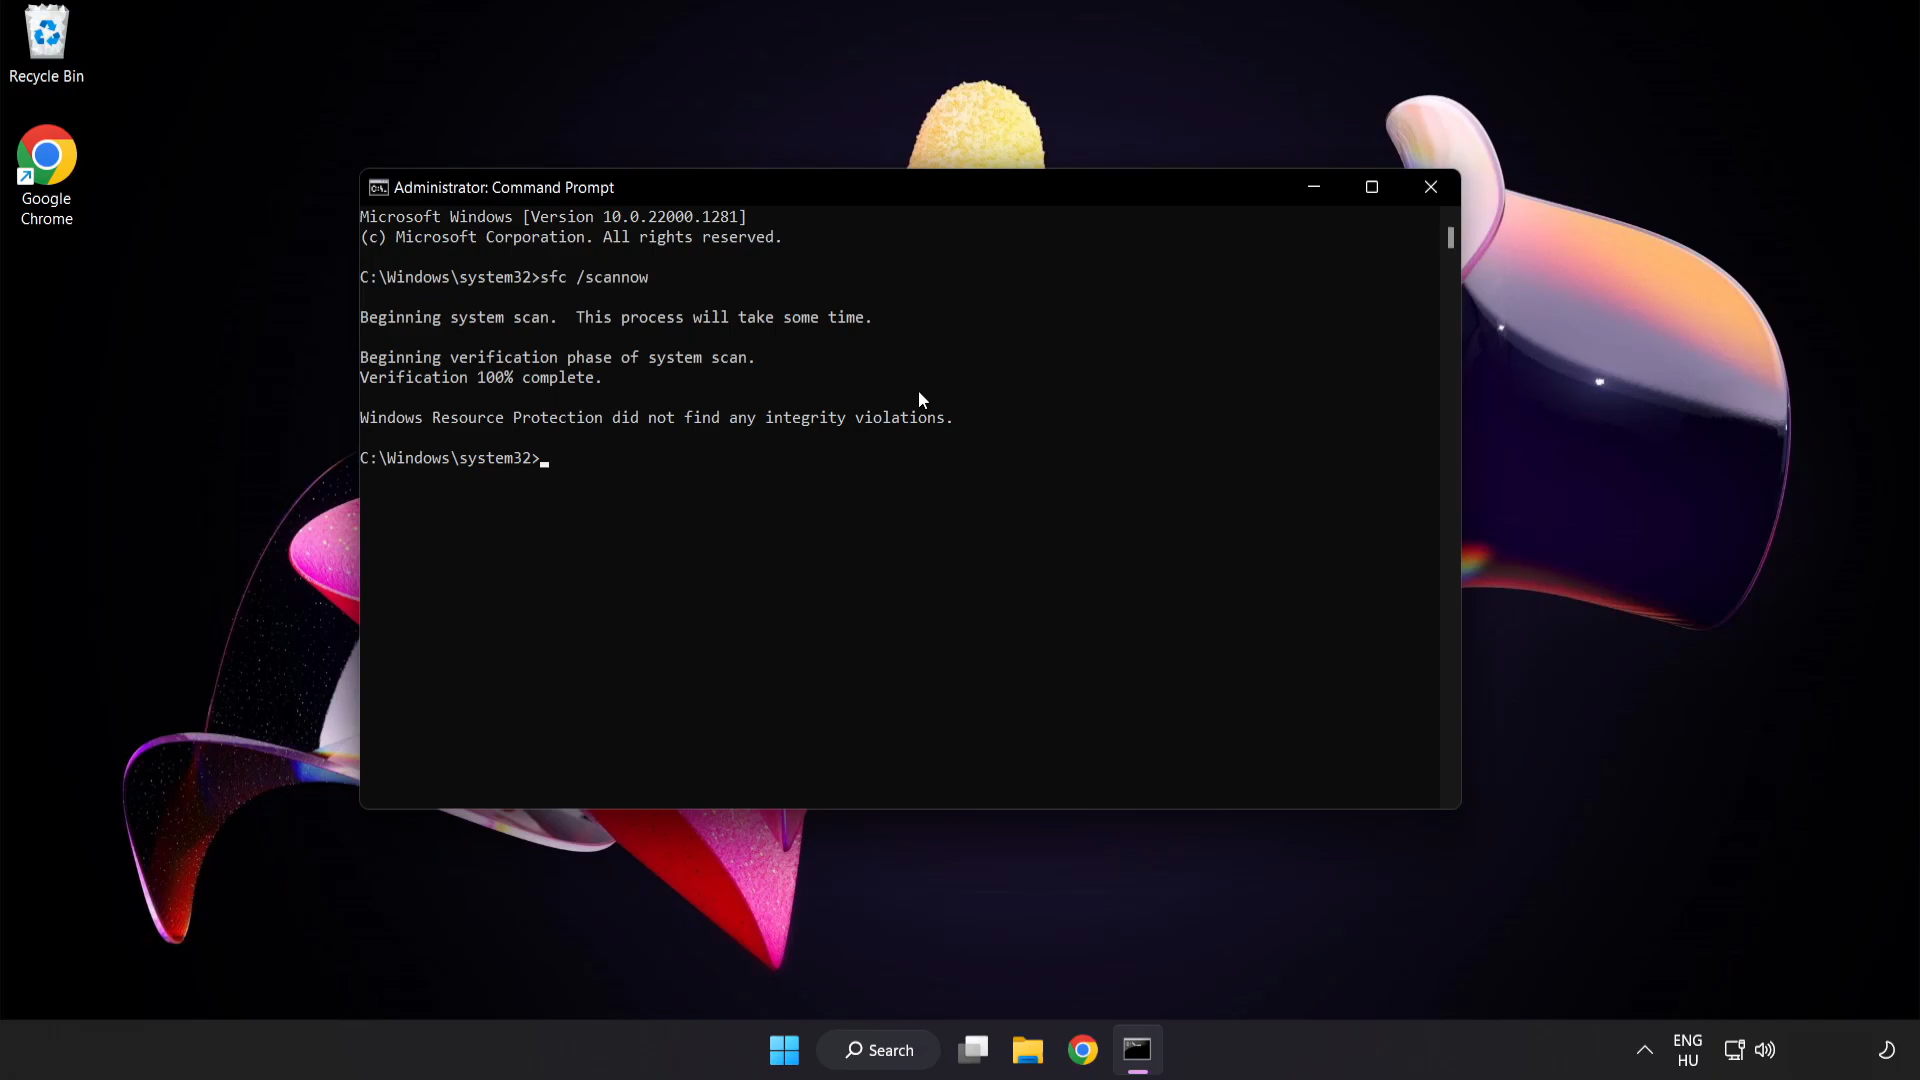 Recycle Bin
Google
Chrome
Administrator: Command Prompt
Microsoft Windows [Version 10.0.22000.1281]
(c) Microsoft Corporation. All rights reserved.
C:\Windows\system32>sfc /scannow
Beginning system scan.  This process will take some time.
Beginning verification phase of system scan.
Verification 100% complete.
Windows Resource Protection did not find any integrity violations.
C:\Windows\system32>
Search
ENG
HU